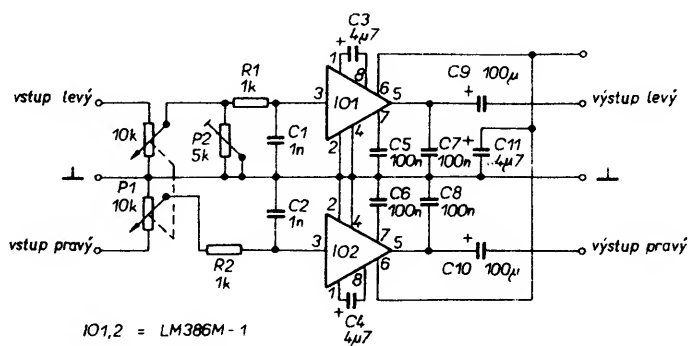 C3
4µ7
+
1
8
R1
1k
C9 100µ
+
vstup levý
3
IO1
6
5
7
výstup levý
10k
P2
5k
C1
1n
2
4
C5
100n
C7
100n
+
C11
4µ7
P1
10k
C2
1n
2
4
C6
100n
C8
100n
vstup pravý
R2
1k
3
IO2
7
5
6
+
C10 100µ
výstup pravý
1
8
+
C4
4µ7
IO1,2 = LM386M-1